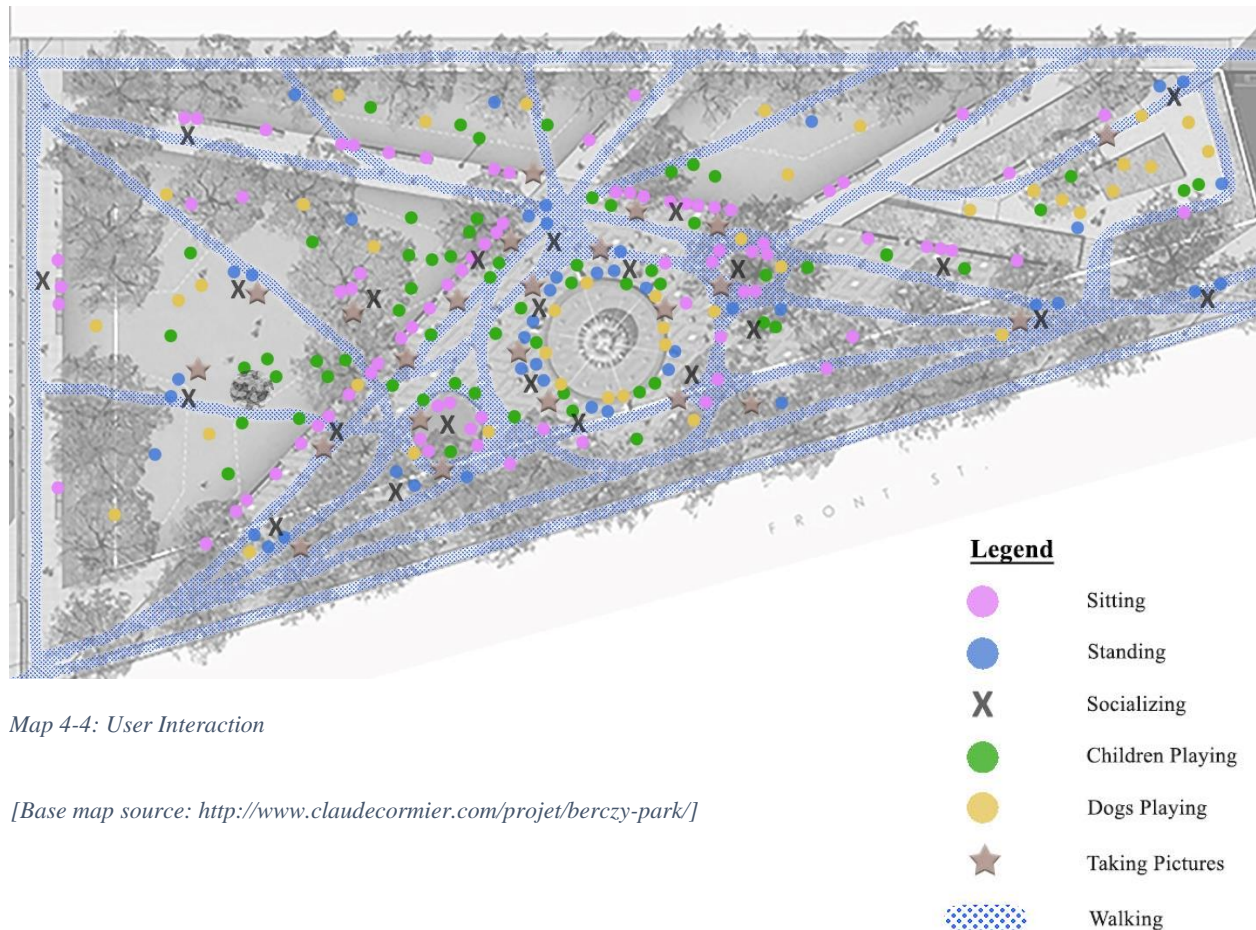 FRONT ST.
Legend
Sitting
Standing
X Socializing
Children Playing
Dogs Playing
Taking Pictures
Walking
Map 4-4: User Interaction
[Base map source: http://www.claudecormier.com/projet/berczy-park/]